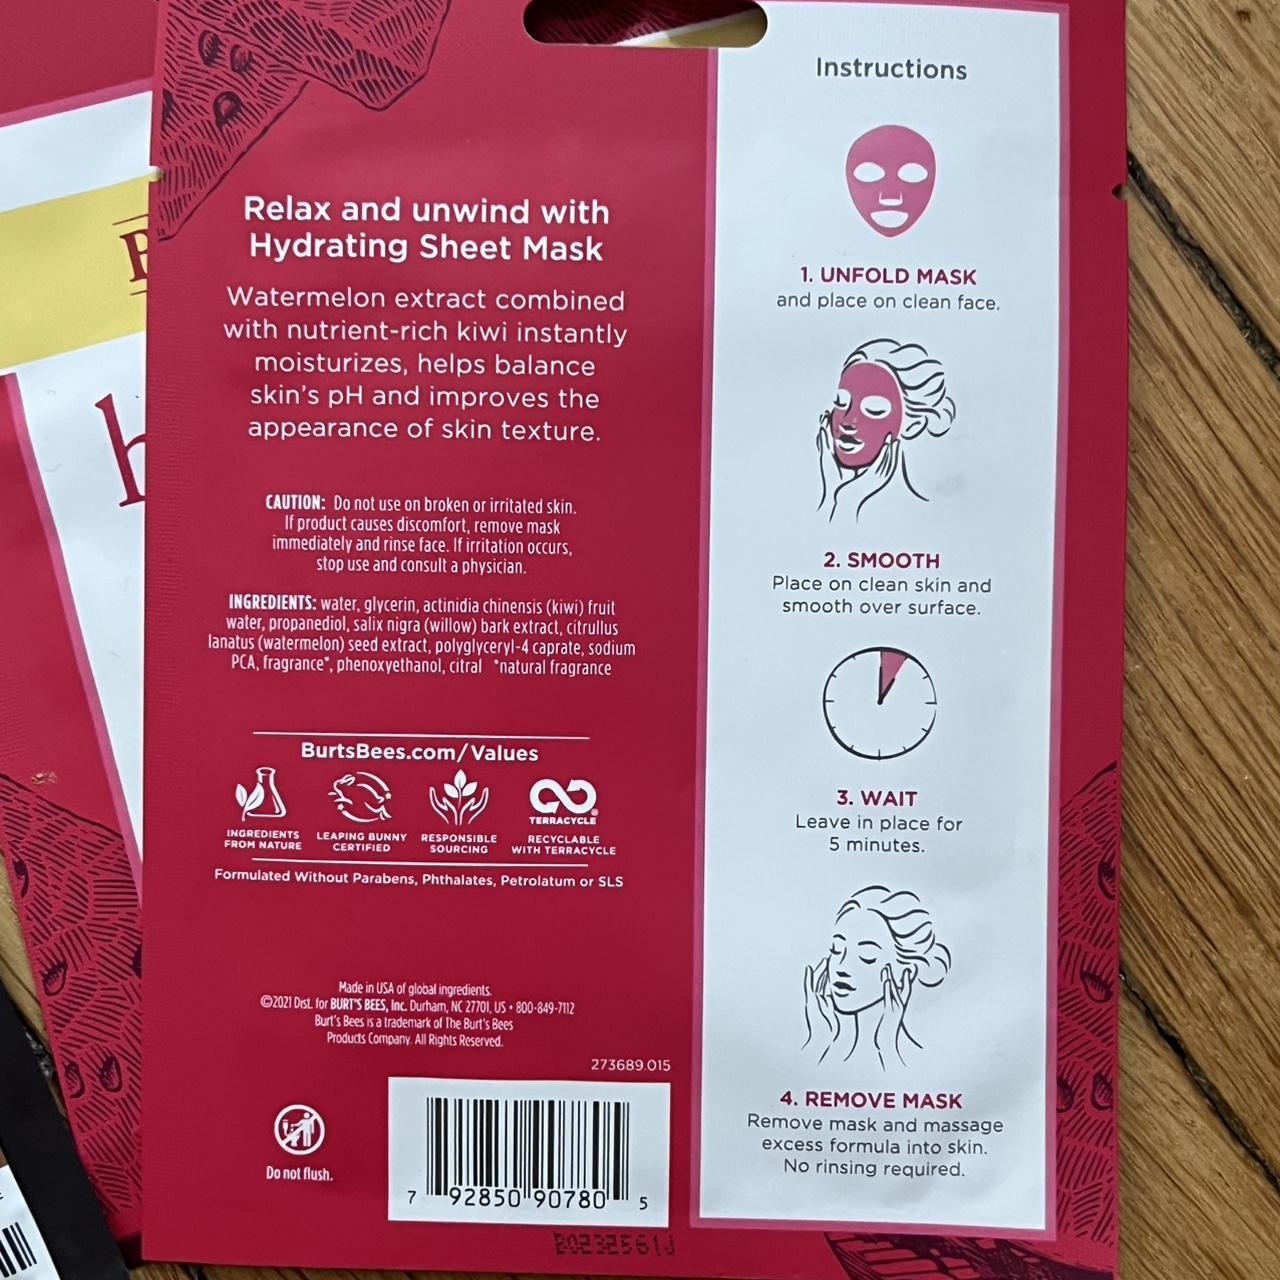 Relax and unwind with
Hydrating Sheet Mask
Watermelon extract combined
with nutrient-rich kiwi instantly
moisturizes, helps balance
skin's pH and improves the
appearance of skin texture.
CAUTION: Do not use on broken or irritated skin.
If product causes discomfort, remove mask
immediately and rinse face. If irritation occurs,
stop use and consult a physician.
INGREDIENTS: water, glycerin, actinidia chinensis (kiwi) fruit
water, propanediol, salix nigra (willow) bark extract, citrullus
lanatus (watermelon) seed extract, polyglyceryl-4 caprate, sodium
PCA, fragrance*, phenoxyethanol, citral *natural fragrance
BurtsBees.com/Values
INGREDIENTS
FROM NATURE
LEAPING BUNNY
CERTIFIED
RESPONSIBLE
SOURCING
TERRACYCLE®
RECYCLABLE
WITH TERRACYCLE
Formulated Without Parabens, Phthalates, Petrolatum or SLS
Made in USA of global ingredients.
©2021 Dist. for BURT'S BEES, Inc. Durham, NC 27701, US • 800-849-7112
Burt's Bees is a trademark of The Burt's Bees
Products Company. All Rights Reserved.
273689.015
Do not flush.
7 92850 90780 5
Instructions
1. UNFOLD MASK
and place on clean face.
2. SMOOTH
Place on clean skin and
smooth over surface.
3. WAIT
Leave in place for
5 minutes.
4. REMOVE MASK
Remove mask and massage
excess formula into skin.
No rinsing required.